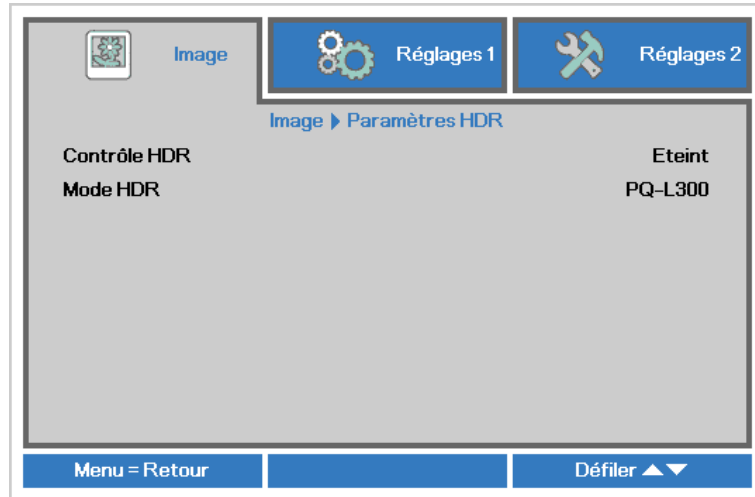 Image
Réglages 1
Réglages 2
Image ▶ Paramètres HDR
Contrôle HDR Eteint
Mode HDR PQ-L300
Menu = Retour
Défiler ▲▼